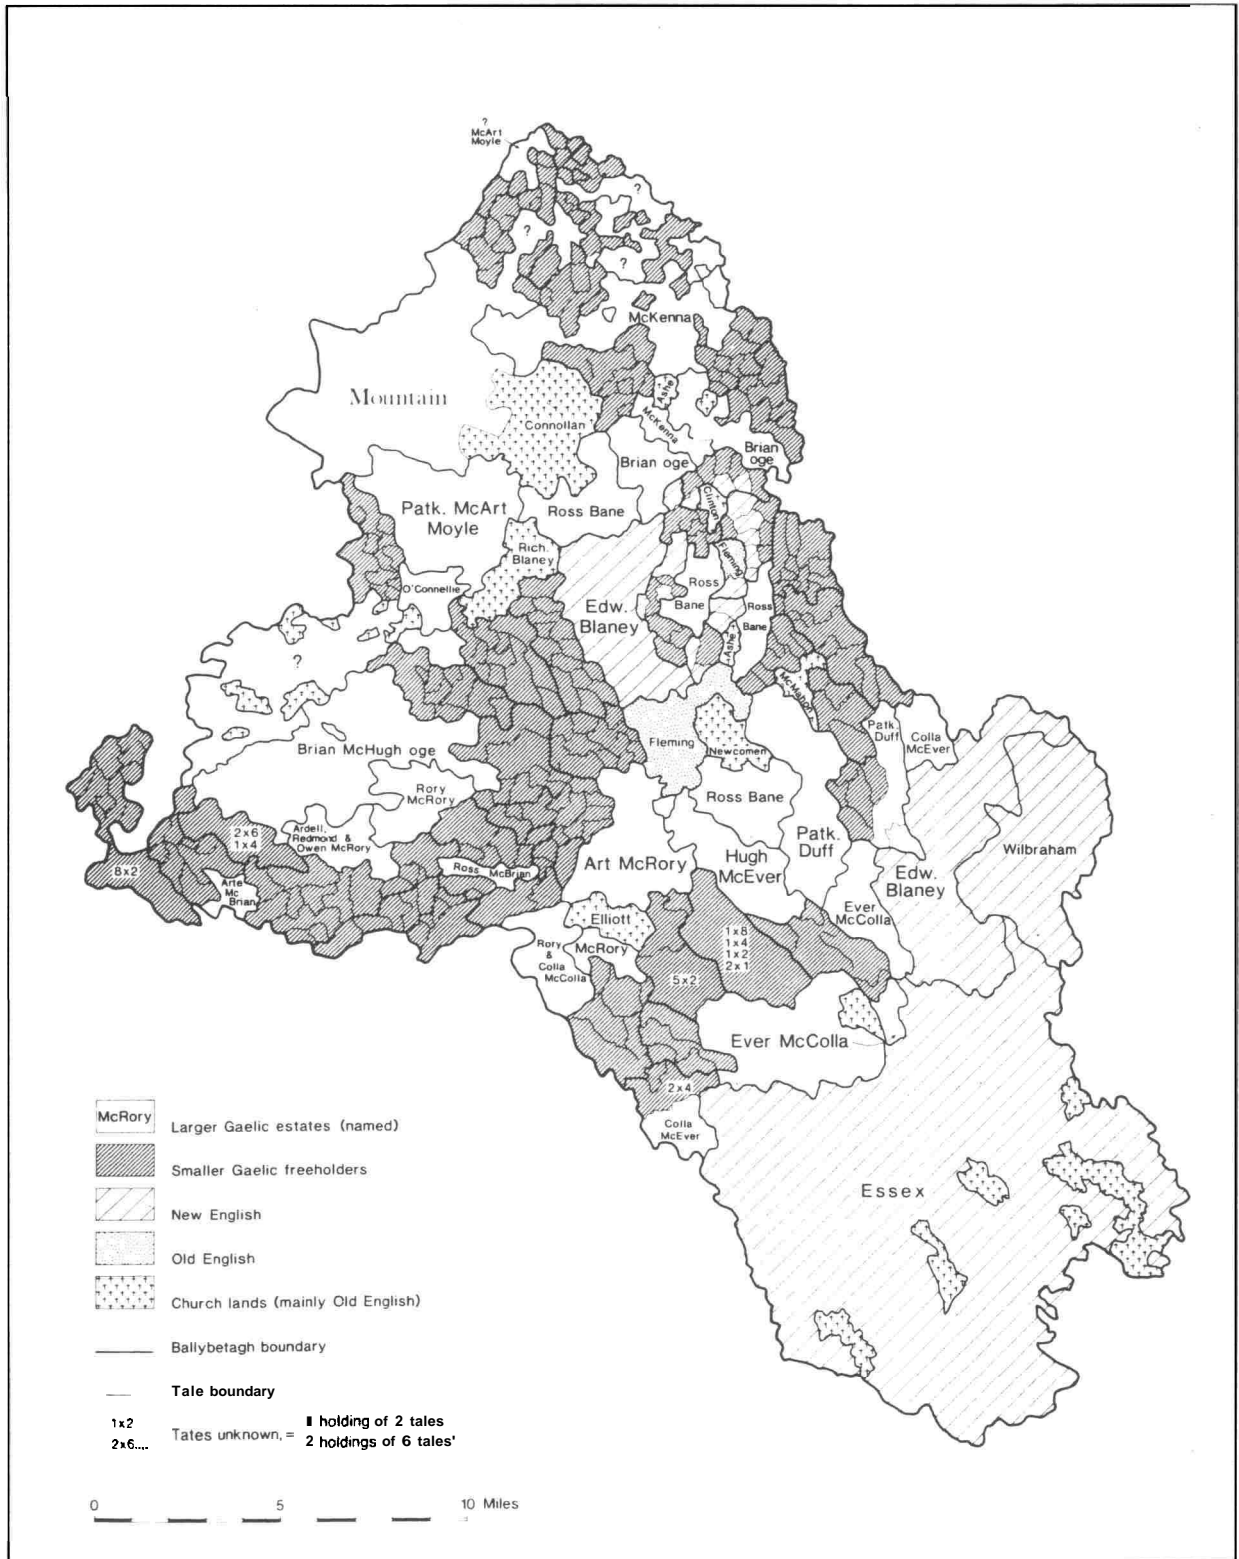 ?
McArt
Moyle
?
?
?
McKenna
Mountain
Ashe
Connollan
McKenna
Brian oge
Brian
oge
Patk. McArt
Moyle
Ross Bane
Clinton
Rich.
Blaney
Fleming
O'Connellie
Ross
Bane
Edw.
Blaney
Ross
Bane
Ashe
?
McMahon
Patk.
Duff
Colla
McEver
Fleming
Newcomen
Brian McHugh oge
Rory
McRory
Ross Bane
Ardell,
Redmond &
Owen McRory
2x6
1x4
Patk.
Duff
Wilbraham
8x2
Arte
Mc
Brian
Ross McBrian
Art McRory
Hugh
McEver
Edw.
Blaney
Ever
McColla
Elliott
Rory
&
Colla
McColla
McRory
1x8
1x4
1x2
2x1
5x2
Ever McColla
2x4
Colla
McEver
Essex
McRory
Larger Gaelic estates (named)
Smaller Gaelic freeholders
New English
Old English
Church lands (mainly Old English)
Ballybetagh boundary
Tale boundary
1x2
2x6....
Tates unknown, =
holding of 2 tales
2 holdings of 6 tales'
0 5 10 Miles